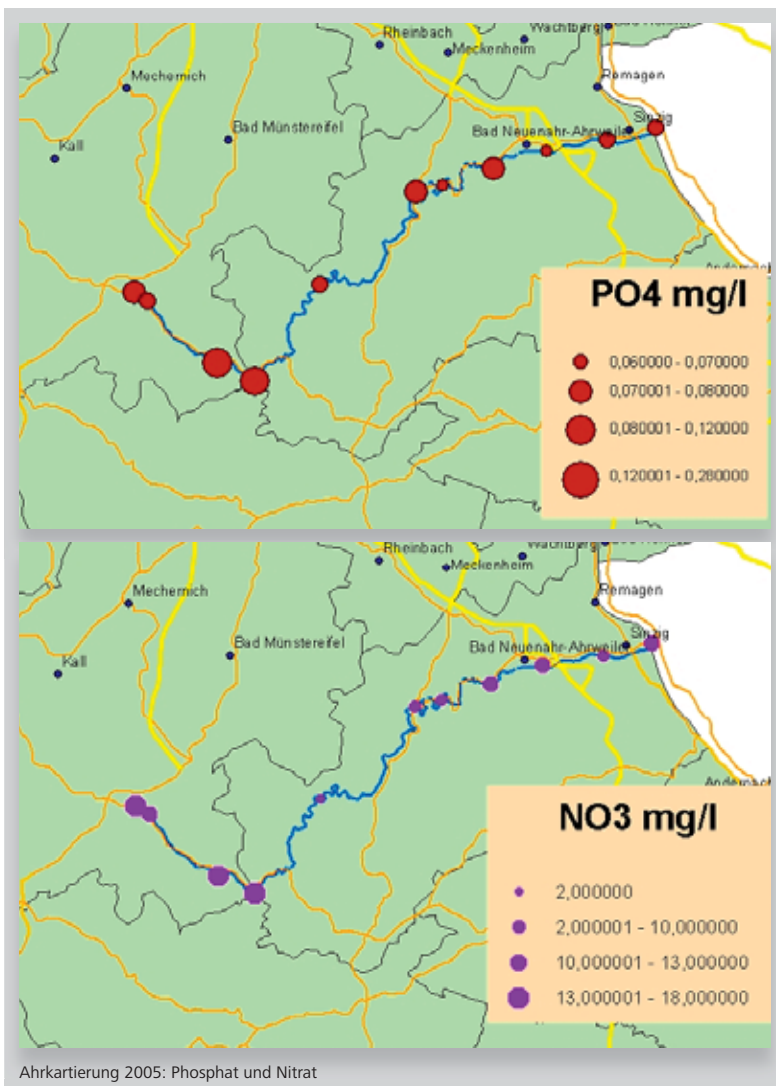 Rheinbach
Meckenheim
Wachtberg
Mechernich
Remagen
Bad Münstereifel
Bad Neuenahr-Ahrweile
Sinzig
Kall
PO4 mg/l
0,060000 - 0,070000
0,070001 - 0,080000
0,080001 - 0,120000
0,120001 - 0,280000
Rheinbach
Meckenheim
Mechernich
Remagen
Bad Münstereifel
Bad Neuenahr-Ahrweile
Sinzig
Kall
NO3 mg/l
2,000000
2,000001 - 10,000000
10,000001 - 13,000000
13,000001 - 18,000000
Ahrkartierung 2005: Phosphat und Nitrat